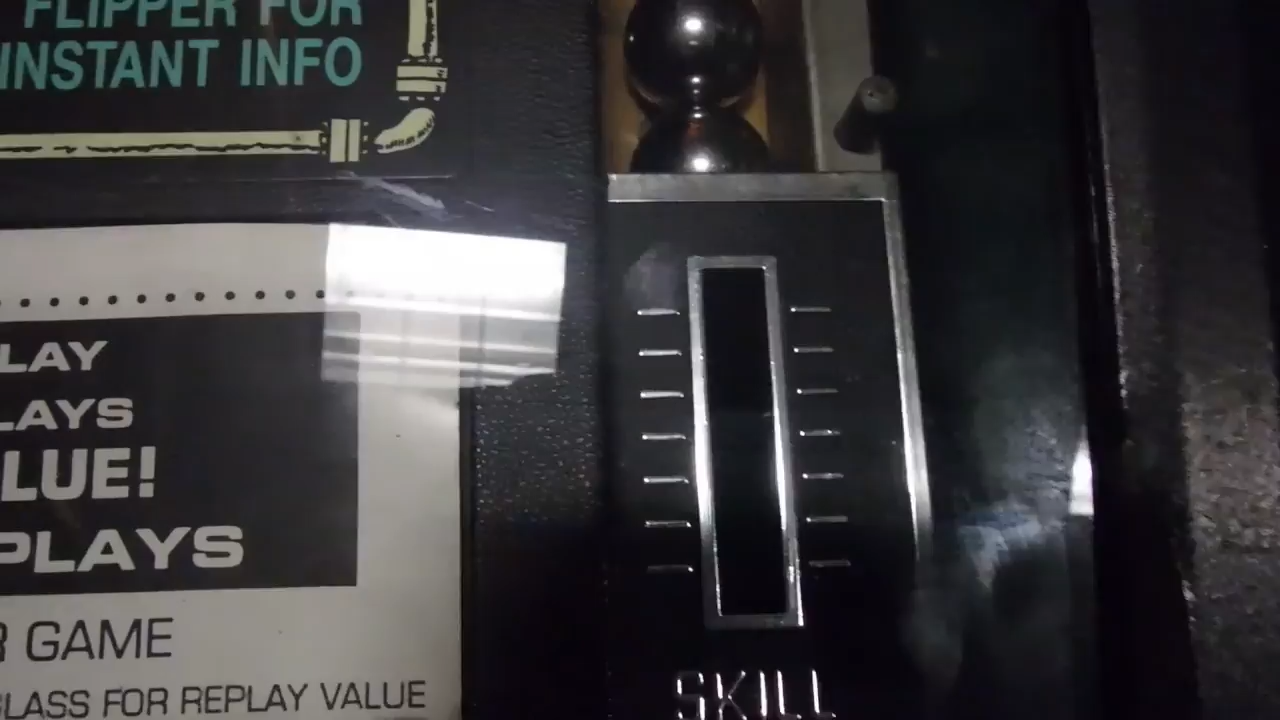 FLIPPER FOR
INSTANT INFO
LAY
LAYS
LUE!
PLAYS
R GAME
GLASS FOR REPLAY VALUE
SKILL